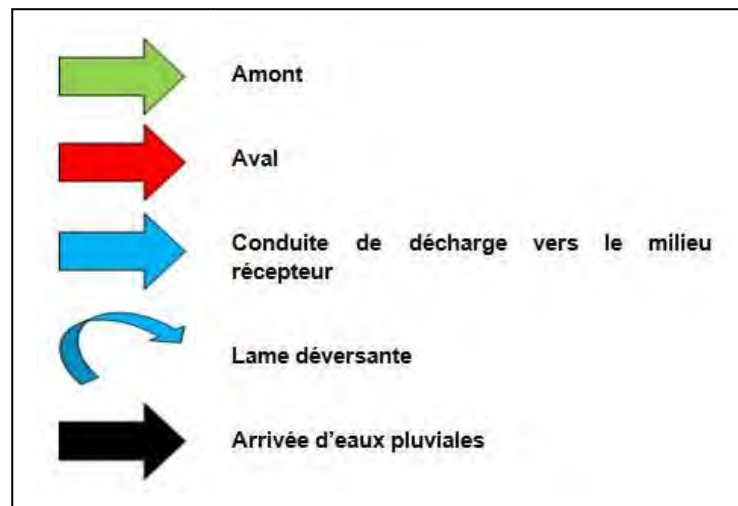 Amont
Aval
Conduite de décharge vers le milieu
récepteur
Lame déversante
Arrivée d'eaux pluviales